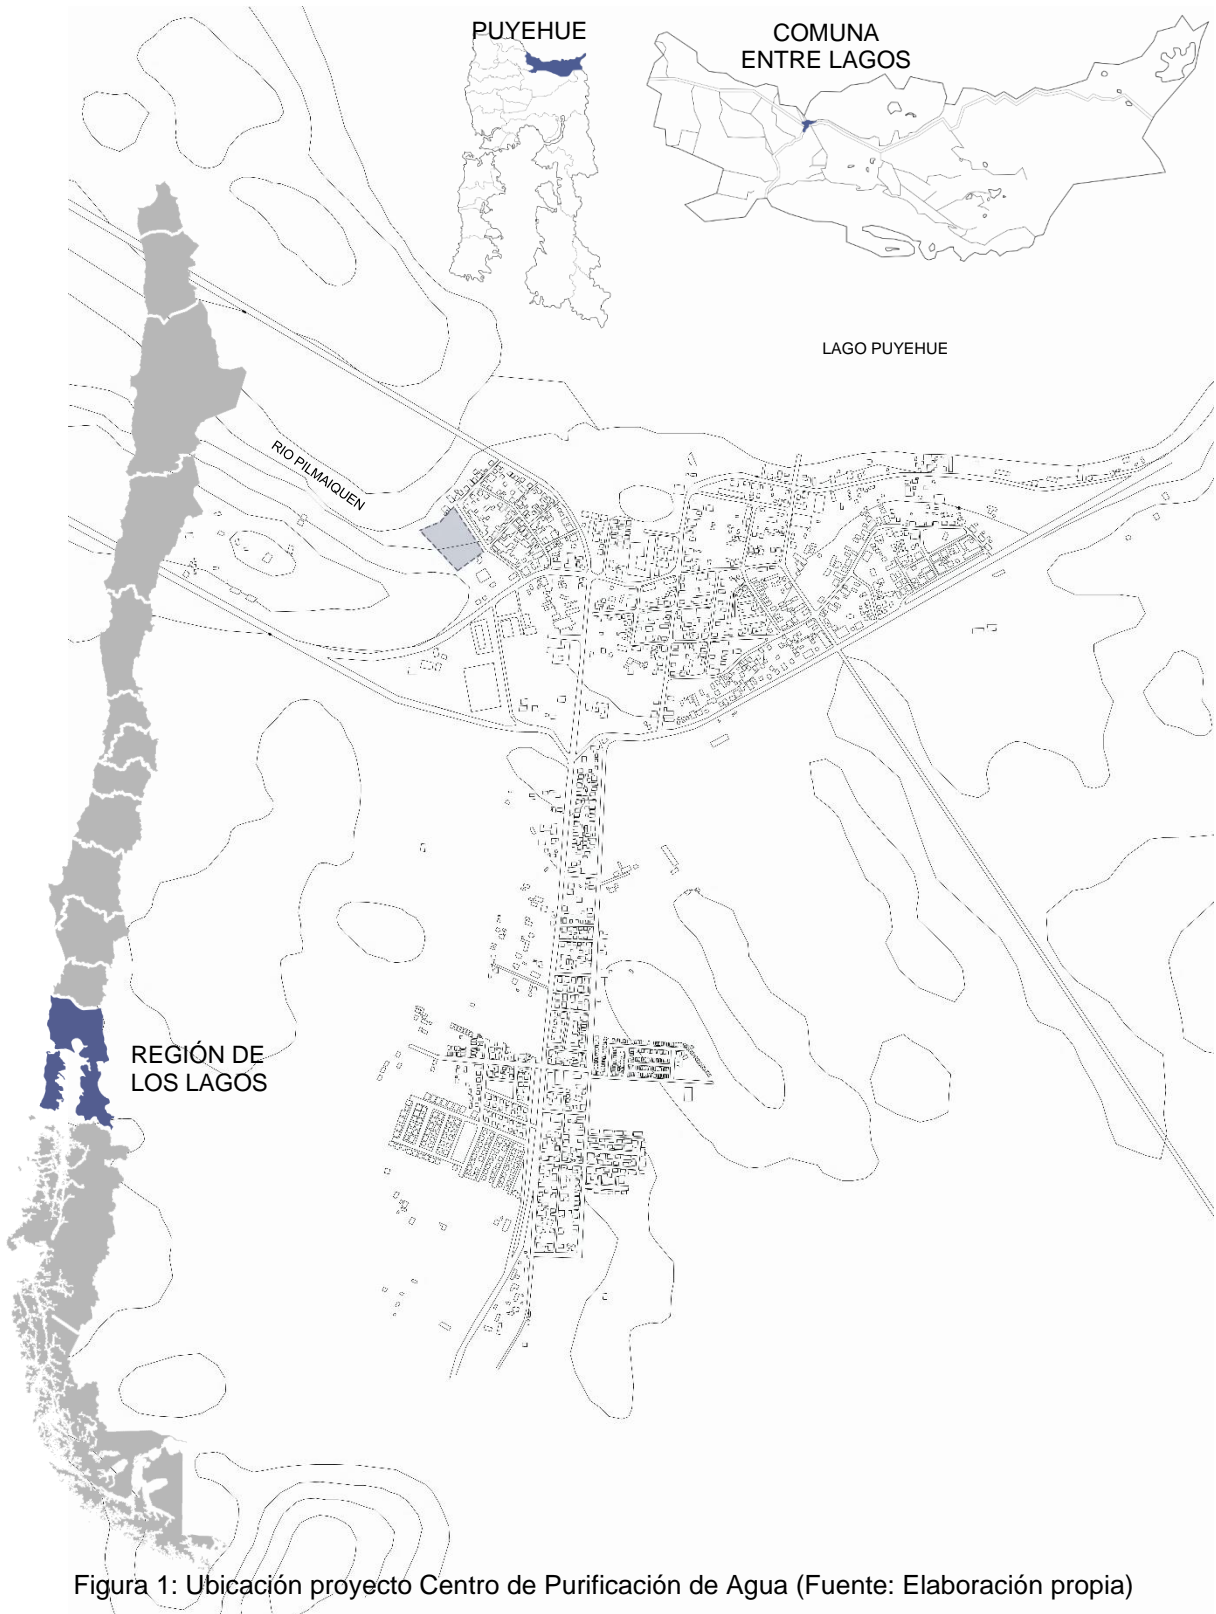 PUYEHUE
COMUNA
ENTRE LAGOS
LAGO PUYEHUE
RIO PILMAIQUEN
REGIÓN DE
LOS LAGOS
Figura 1: Ubicación proyecto Centro de Purificación de Agua (Fuente: Elaboración propia)